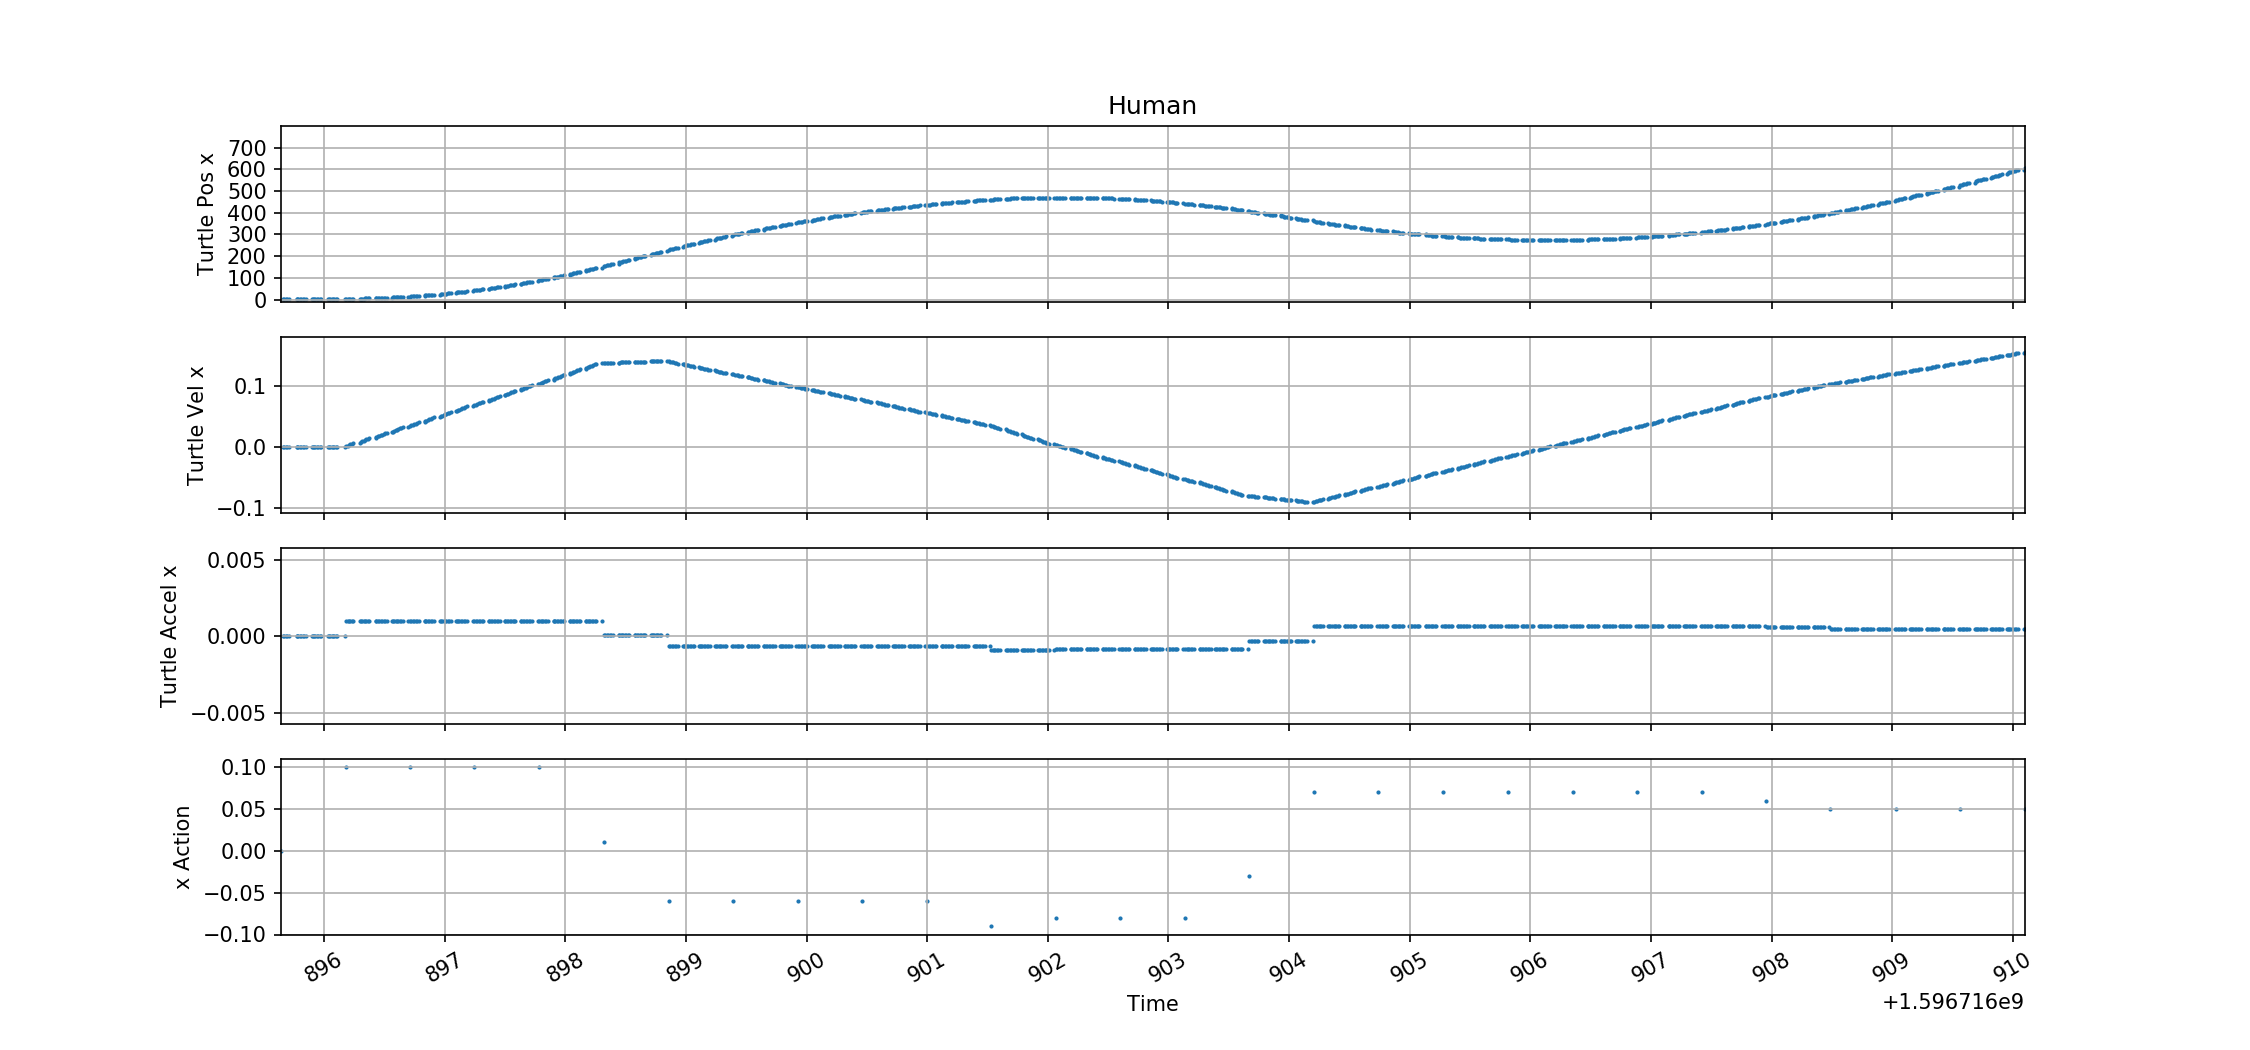 Human
Turtle Pos x
700
600
500
400
300
200
100
0
Turtle Vel x
0.1
0.0
−0.1
Turtle Accel x
0.005
0.000
−0.005
x Action
0.10
0.05
0.00
−0.05
−0.10
896 897 898 899 900 901 902 903 904 905 906 907 908 909 910
Time
+1.596716e9